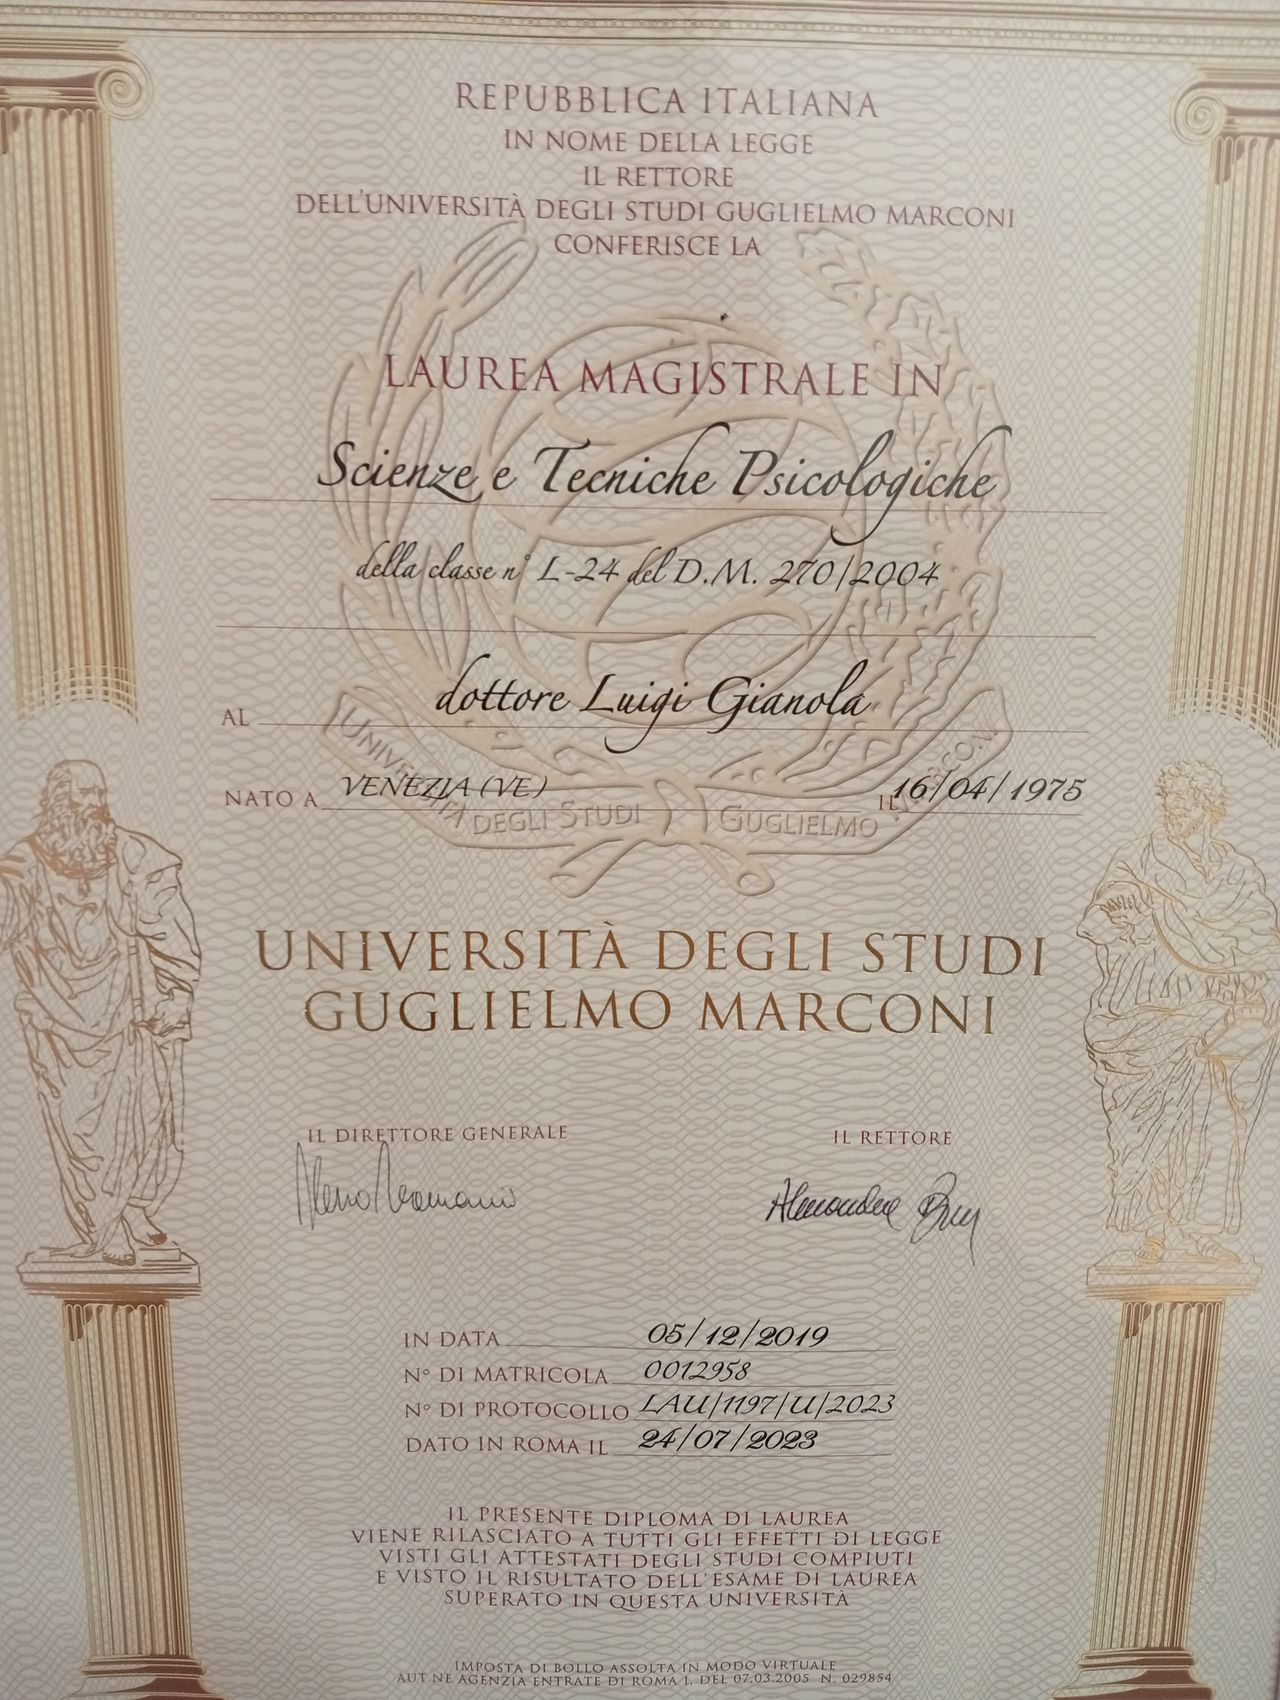 REPUBBLICA ITALIANA
IN NOME DELLA LEGGE
IL RETTORE
DELL'UNIVERSITÀ DEGLI STUDI GUGLIELMO MARCONI
CONFERISCE LA
LAUREA MAGISTRALE IN
Scienze e Tecniche Psicologiche
della classe n° L-24 del D.M. 270/2004
AL dottore Luigi Gianola
NATO A VENEZIA (VE) IL 16/04/1975
UNIVERSITÀ DEGLI STUDI GUGLIELMO MARCONI
UNIVERSITÀ DEGLI STUDI
GUGLIELMO MARCONI
IL DIRETTORE GENERALE IL RETTORE
IN DATA 05/12/2019
N° DI MATRICOLA 0012958
N° DI PROTOCOLLO LAU/1197/U/2023
DATO IN ROMA IL 24/07/2023
IL PRESENTE DIPLOMA DI LAUREA
VIENE RILASCIATO A TUTTI GLI EFFETTI DI LEGGE
VISTI GLI ATTESTATI DEGLI STUDI COMPIUTI
E VISTO IL RISULTATO DELL'ESAME DI LAUREA
SUPERATO IN QUESTA UNIVERSITÀ
IMPOSTA DI BOLLO ASSOLTA IN MODO VIRTUALE
AUT NE AGENZIA ENTRATE DI ROMA 1, DEL 07.03.2005 N. 029854